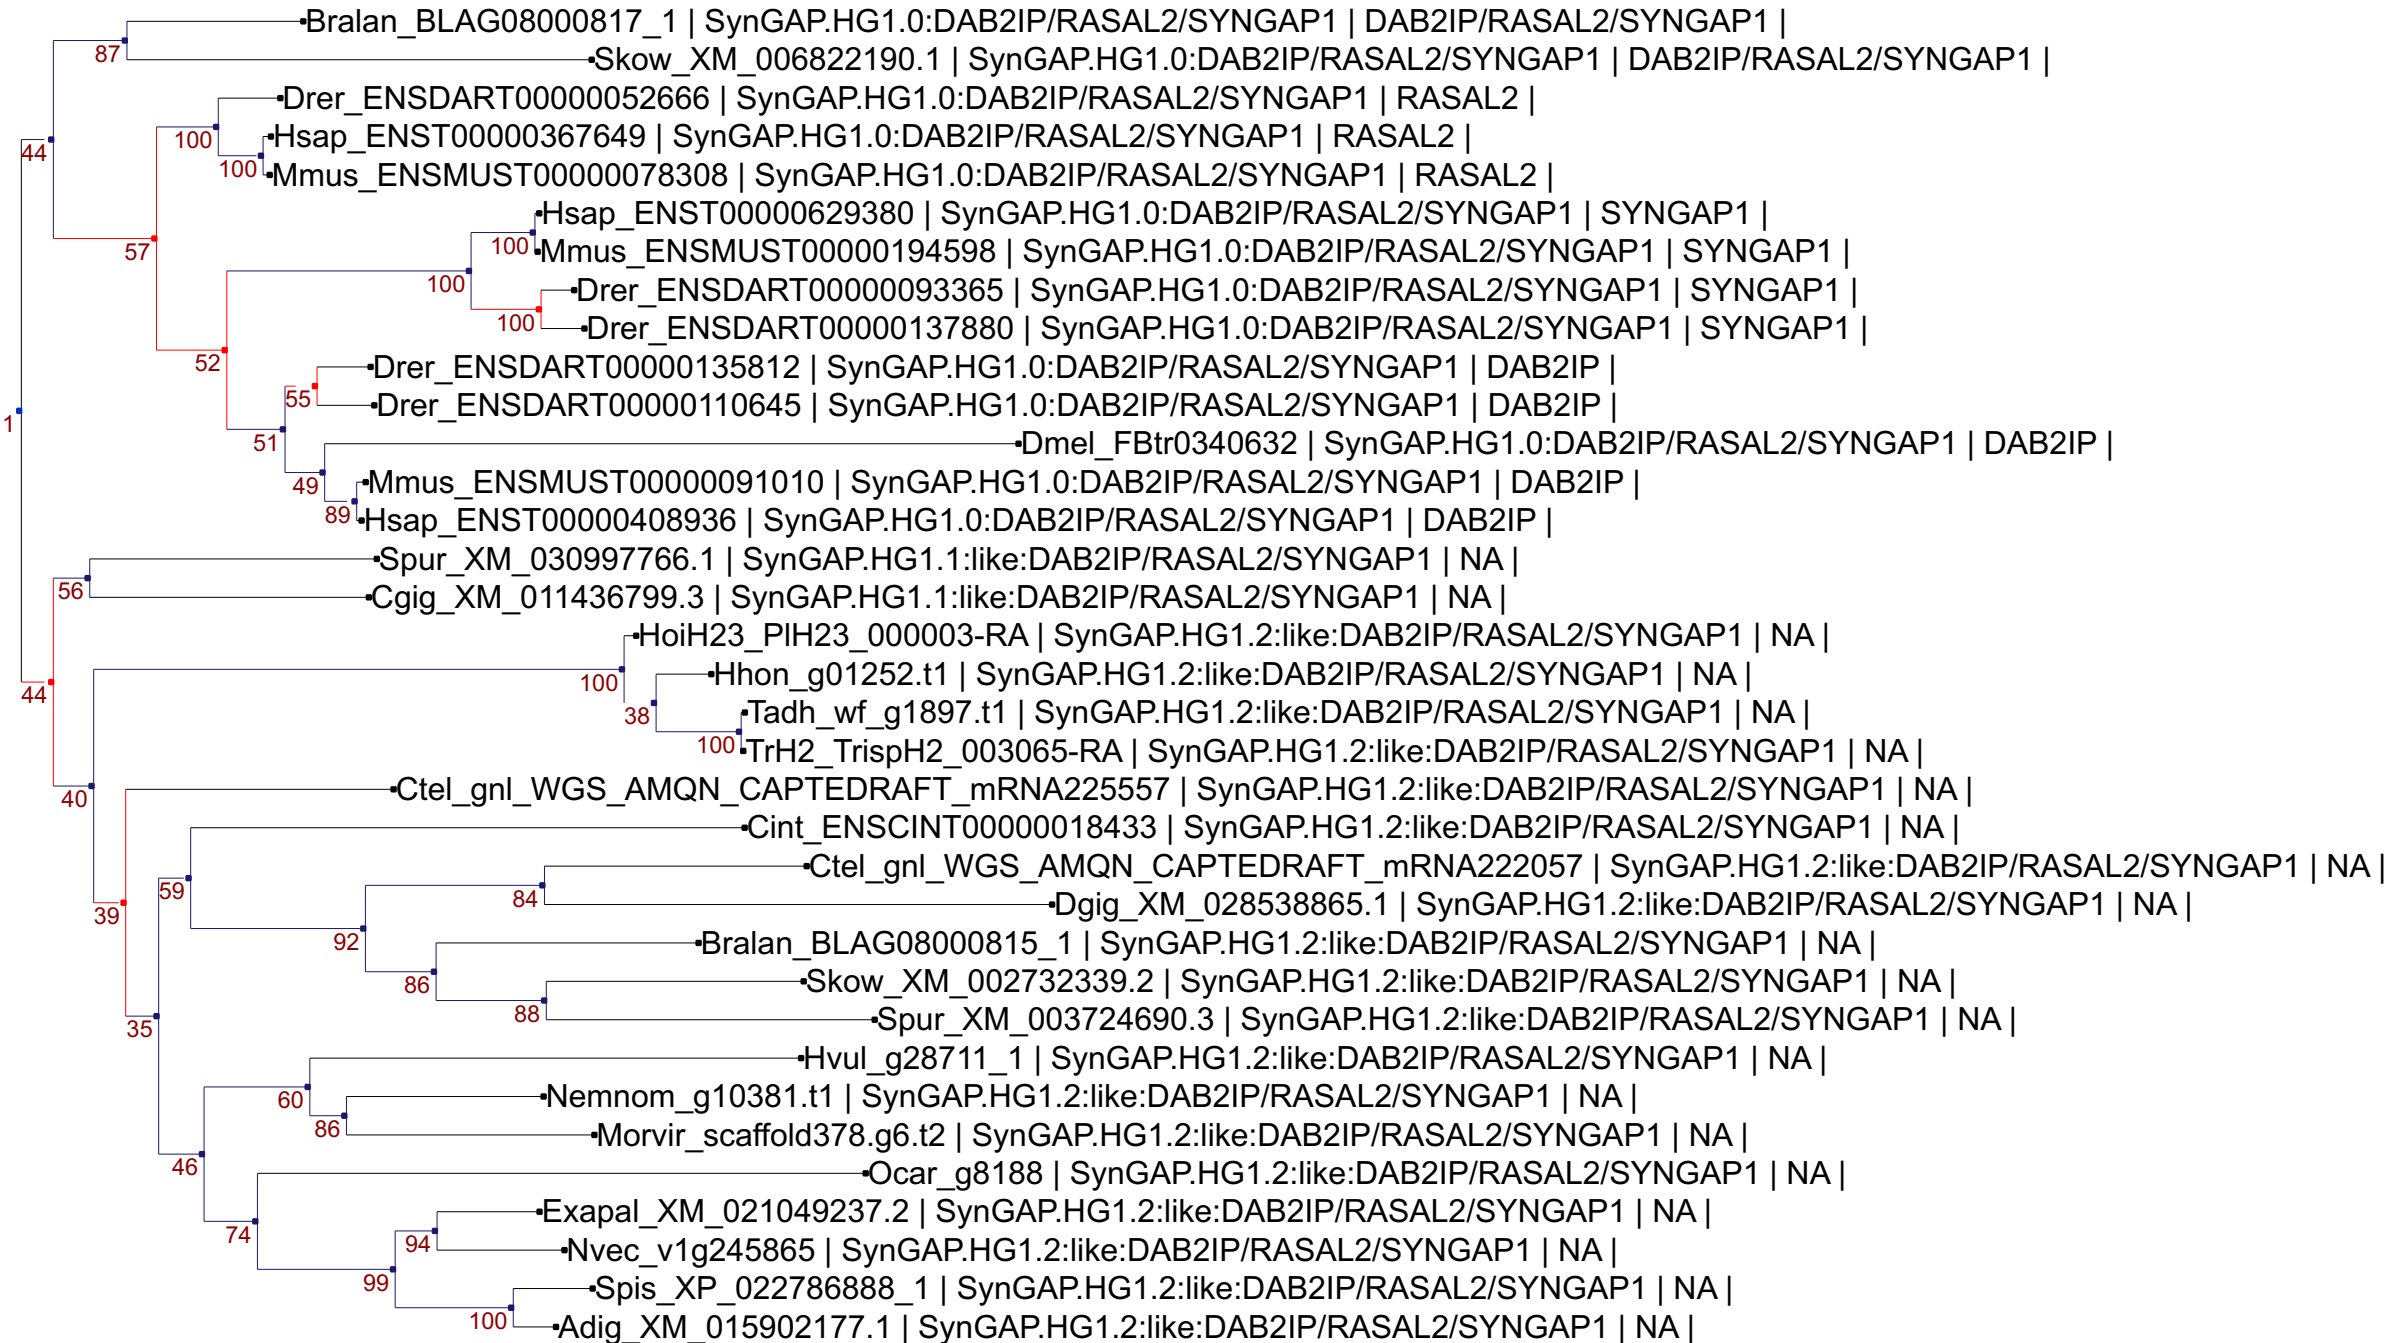 Bralan_BLAG08000817_1 | SynGAP.HG1.0:DAB2IP/RASAL2/SYNGAP1 | DAB2IP/RASAL2/SYNGAP1 |
87
Skow_XM_006822190.1 | SynGAP.HG1.0:DAB2IP/RASAL2/SYNGAP1 | DAB2IP/RASAL2/SYNGAP1 |
Drer_ENSDART00000052666 | SynGAP.HG1.0:DAB2IP/RASAL2/SYNGAP1 | RASAL2 |
100
Hsap_ENST00000367649 | SynGAP.HG1.0:DAB2IP/RASAL2/SYNGAP1 | RASAL2 |
44
100
Mmus_ENSMUST00000078308 | SynGAP.HG1.0:DAB2IP/RASAL2/SYNGAP1 | RASAL2 |
Hsap_ENST00000629380 | SynGAP.HG1.0:DAB2IP/RASAL2/SYNGAP1 | SYNGAP1 |
57
100
Mmus_ENSMUST00000194598 | SynGAP.HG1.0:DAB2IP/RASAL2/SYNGAP1 | SYNGAP1 |
100
Drer_ENSDART00000093365 | SynGAP.HG1.0:DAB2IP/RASAL2/SYNGAP1 | SYNGAP1 |
100
Drer_ENSDART00000137880 | SynGAP.HG1.0:DAB2IP/RASAL2/SYNGAP1 | SYNGAP1 |
52
Drer_ENSDART00000135812 | SynGAP.HG1.0:DAB2IP/RASAL2/SYNGAP1 | DAB2IP |
55
Drer_ENSDART00000110645 | SynGAP.HG1.0:DAB2IP/RASAL2/SYNGAP1 | DAB2IP |
1
51
Dmel_FBtr0340632 | SynGAP.HG1.0:DAB2IP/RASAL2/SYNGAP1 | DAB2IP |
49
Mmus_ENSMUST00000091010 | SynGAP.HG1.0:DAB2IP/RASAL2/SYNGAP1 | DAB2IP |
89
Hsap_ENST00000408936 | SynGAP.HG1.0:DAB2IP/RASAL2/SYNGAP1 | DAB2IP |
Spur_XM_030997766.1 | SynGAP.HG1.1:like:DAB2IP/RASAL2/SYNGAP1 | NA |
56
Cgig_XM_011436799.3 | SynGAP.HG1.1:like:DAB2IP/RASAL2/SYNGAP1 | NA |
HoiH23_PlH23_000003-RA | SynGAP.HG1.2:like:DAB2IP/RASAL2/SYNGAP1 | NA |
44
100
Hhon_g01252.t1 | SynGAP.HG1.2:like:DAB2IP/RASAL2/SYNGAP1 | NA |
38
Tadh_wf_g1897.t1 | SynGAP.HG1.2:like:DAB2IP/RASAL2/SYNGAP1 | NA |
100
TrH2_TrispH2_003065-RA | SynGAP.HG1.2:like:DAB2IP/RASAL2/SYNGAP1 | NA |
40
Ctel_gnl_WGS_AMQN_CAPTEDRAFT_mRNA225557 | SynGAP.HG1.2:like:DAB2IP/RASAL2/SYNGAP1 | NA |
Cint_ENSCINT00000018433 | SynGAP.HG1.2:like:DAB2IP/RASAL2/SYNGAP1 | NA |
59
Ctel_gnl_WGS_AMQN_CAPTEDRAFT_mRNA222057 | SynGAP.HG1.2:like:DAB2IP/RASAL2/SYNGAP1 | NA |
39
84
Dgig_XM_028538865.1 | SynGAP.HG1.2:like:DAB2IP/RASAL2/SYNGAP1 | NA |
92
Bralan_BLAG08000815_1 | SynGAP.HG1.2:like:DAB2IP/RASAL2/SYNGAP1 | NA |
86
Skow_XM_002732339.2 | SynGAP.HG1.2:like:DAB2IP/RASAL2/SYNGAP1 | NA |
35
88
Spur_XM_003724690.3 | SynGAP.HG1.2:like:DAB2IP/RASAL2/SYNGAP1 | NA |
Hvul_g28711_1 | SynGAP.HG1.2:like:DAB2IP/RASAL2/SYNGAP1 | NA |
60
Nemnom_g10381.t1 | SynGAP.HG1.2:like:DAB2IP/RASAL2/SYNGAP1 | NA |
86
Morvir_scaffold378.g6.t2 | SynGAP.HG1.2:like:DAB2IP/RASAL2/SYNGAP1 | NA |
46
Ocar_g8188 | SynGAP.HG1.2:like:DAB2IP/RASAL2/SYNGAP1 | NA |
Exapal_XM_021049237.2 | SynGAP.HG1.2:like:DAB2IP/RASAL2/SYNGAP1 | NA |
74
94
Nvec_v1g245865 | SynGAP.HG1.2:like:DAB2IP/RASAL2/SYNGAP1 | NA |
99
Spis_XP_022786888_1 | SynGAP.HG1.2:like:DAB2IP/RASAL2/SYNGAP1 | NA |
100
Adig_XM_015902177.1 | SynGAP.HG1.2:like:DAB2IP/RASAL2/SYNGAP1 | NA |